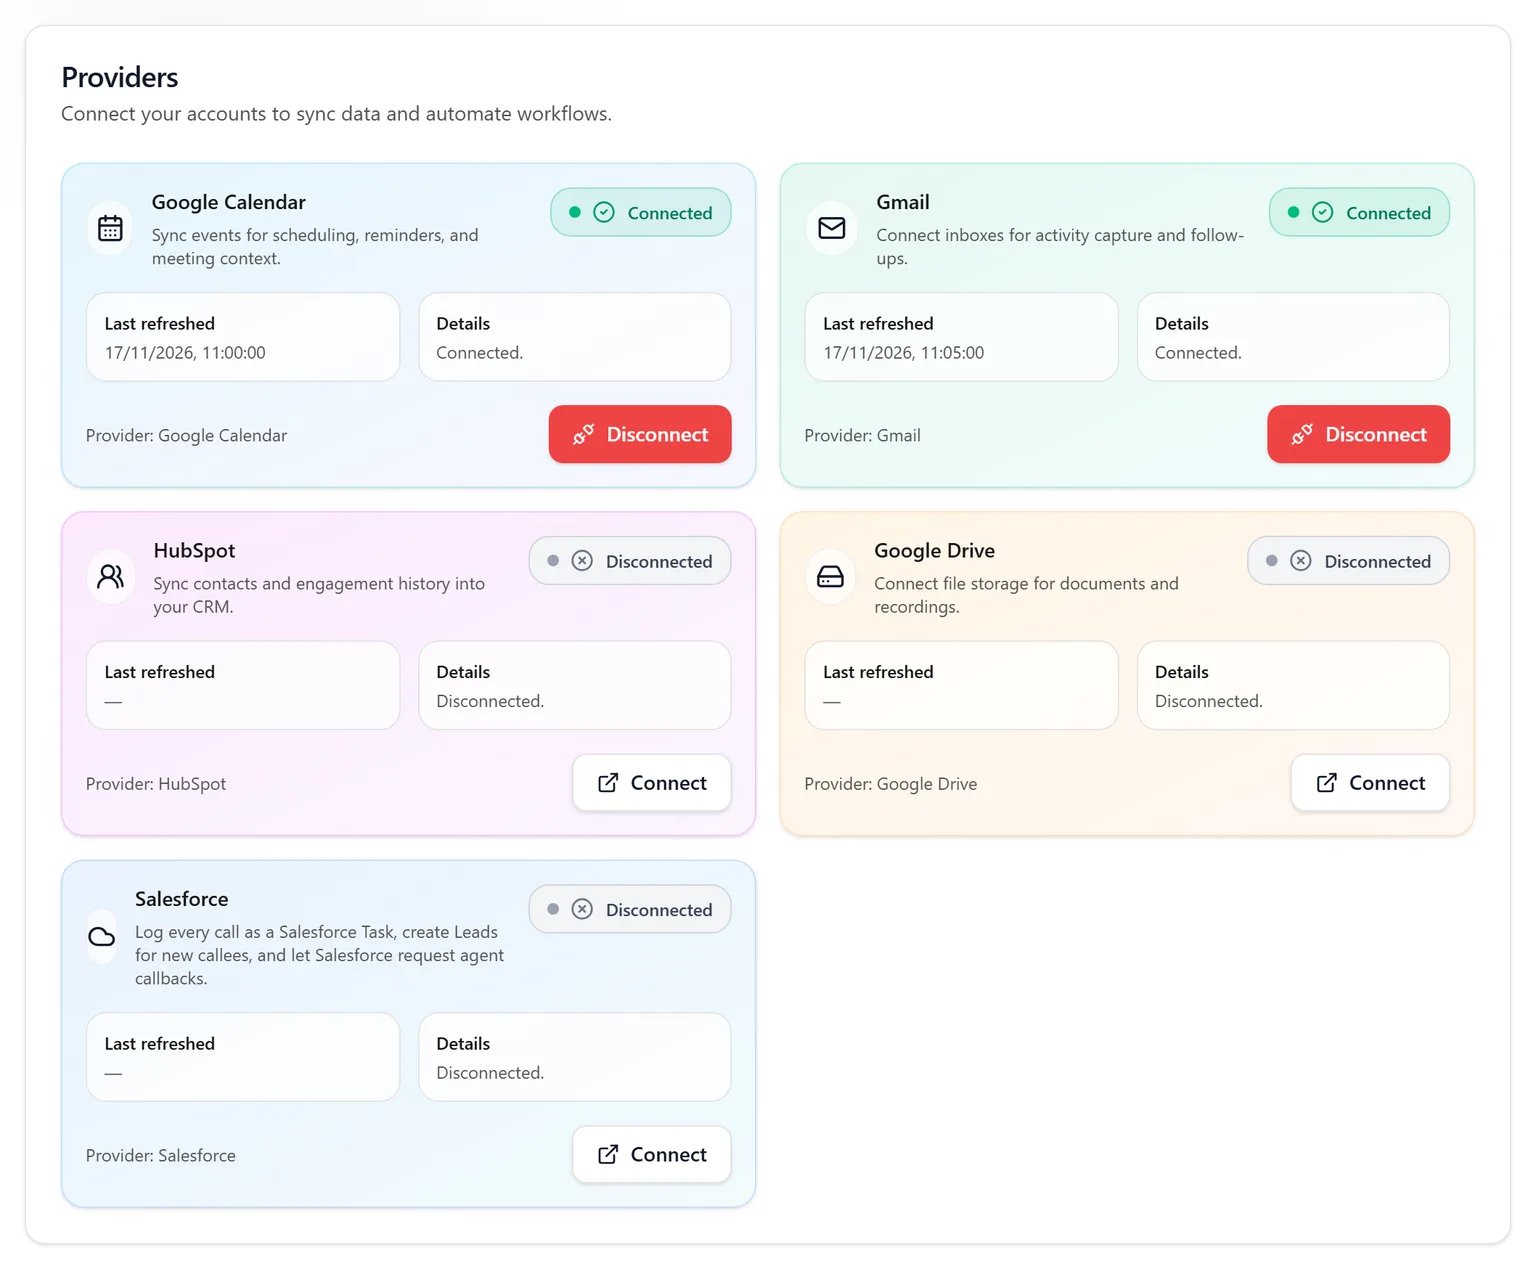 Providers
Connect your accounts to sync data and automate workflows.
Google Calendar
Sync events for scheduling, reminders, and
meeting context.
Connected
Last refreshed
17/11/2026, 11:00:00
Details
Connected.
Provider: Google Calendar
Disconnect
Gmail
Connect inboxes for activity capture and follow-
ups.
Connected
Last refreshed
17/11/2026, 11:05:00
Details
Connected.
Provider: Gmail
Disconnect
HubSpot
Sync contacts and engagement history into
your CRM.
Disconnected
Last refreshed
—
Details
Disconnected.
Provider: HubSpot
Connect
Google Drive
Connect file storage for documents and
recordings.
Disconnected
Last refreshed
—
Details
Disconnected.
Provider: Google Drive
Connect
Salesforce
Log every call as a Salesforce Task, create Leads
for new callees, and let Salesforce request agent
callbacks.
Disconnected
Last refreshed
—
Details
Disconnected.
Provider: Salesforce
Connect